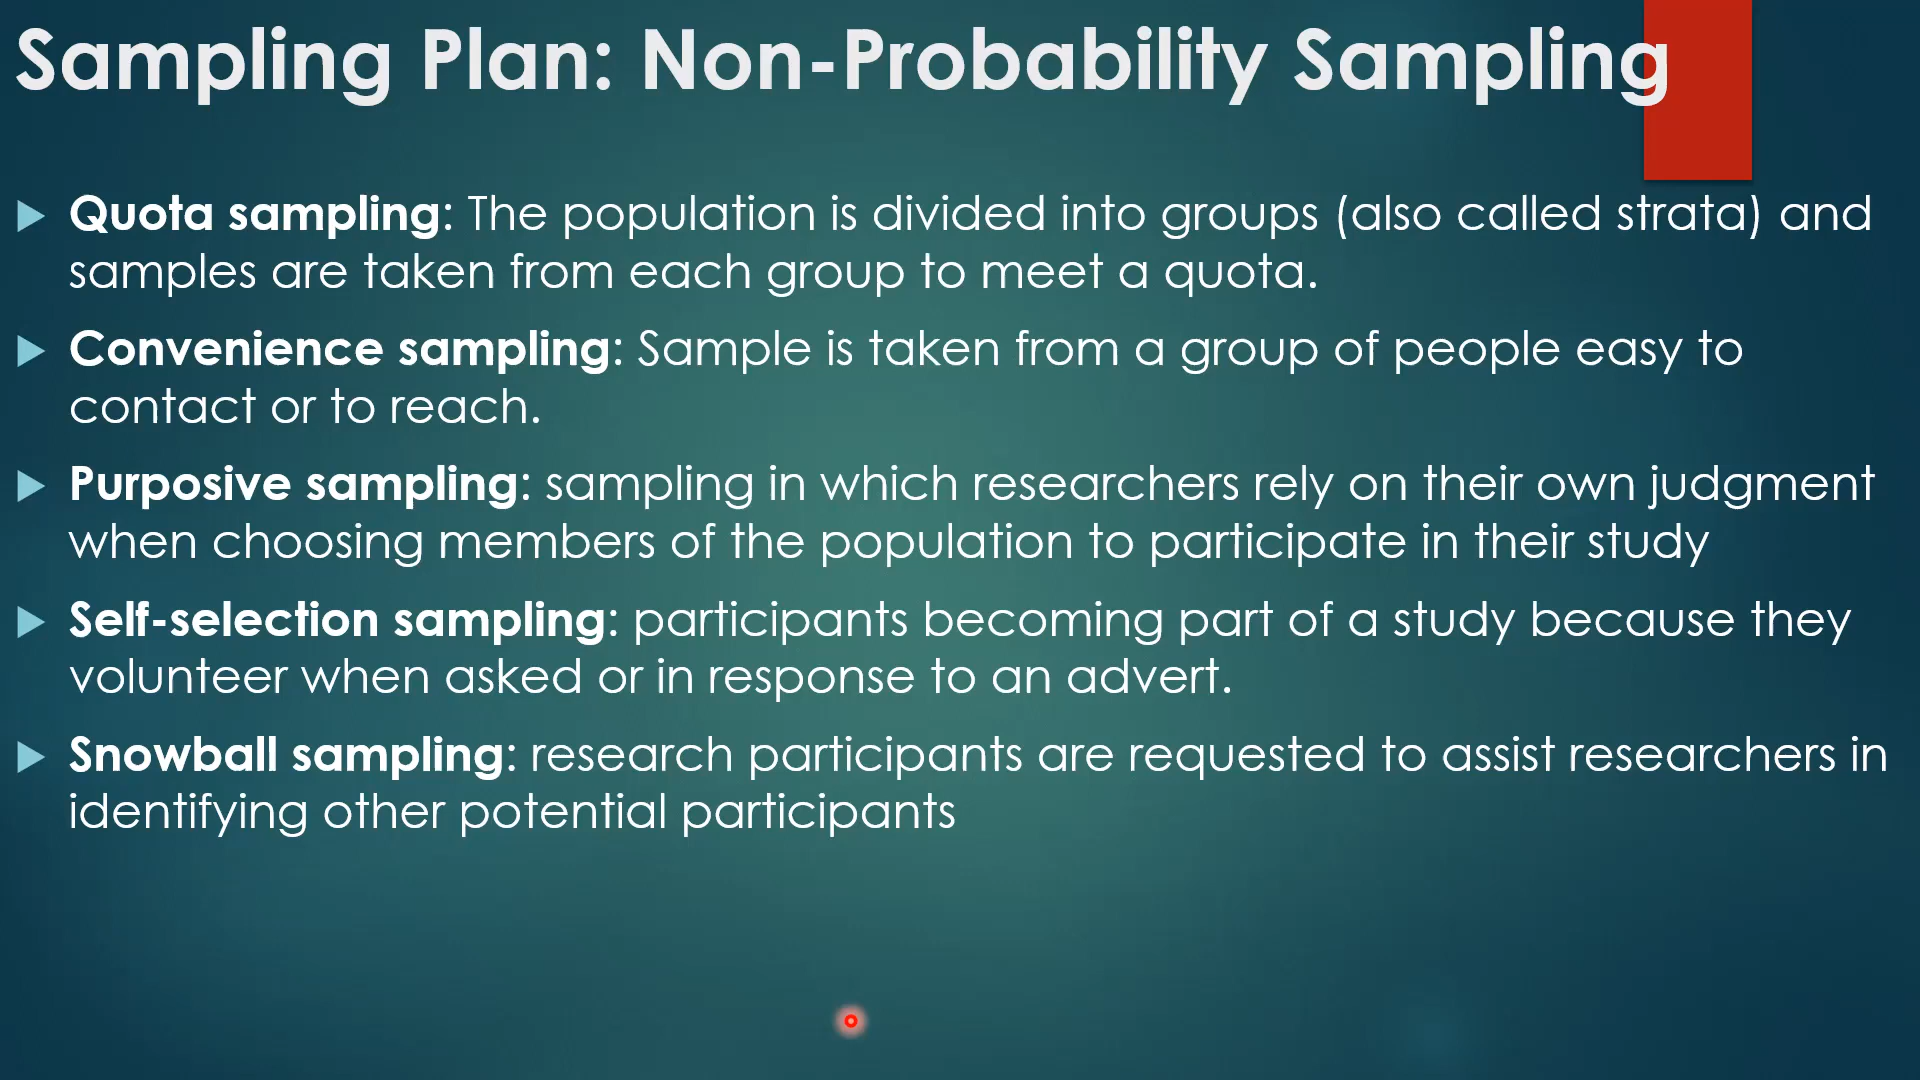 Sampling Plan: Non-Probability Sampling
Quota sampling: The population is divided into groups (also called strata) and
samples are taken from each group to meet a quota.
Convenience sampling: Sample is taken from a group of people easy to
contact or to reach.
Purposive sampling: sampling in which researchers rely on their own judgment
when choosing members of the population to participate in their study
Self-selection sampling: participants becoming part of a study because they
volunteer when asked or in response to an advert.
Snowball sampling: research participants are requested to assist researchers in
identifying other potential participants